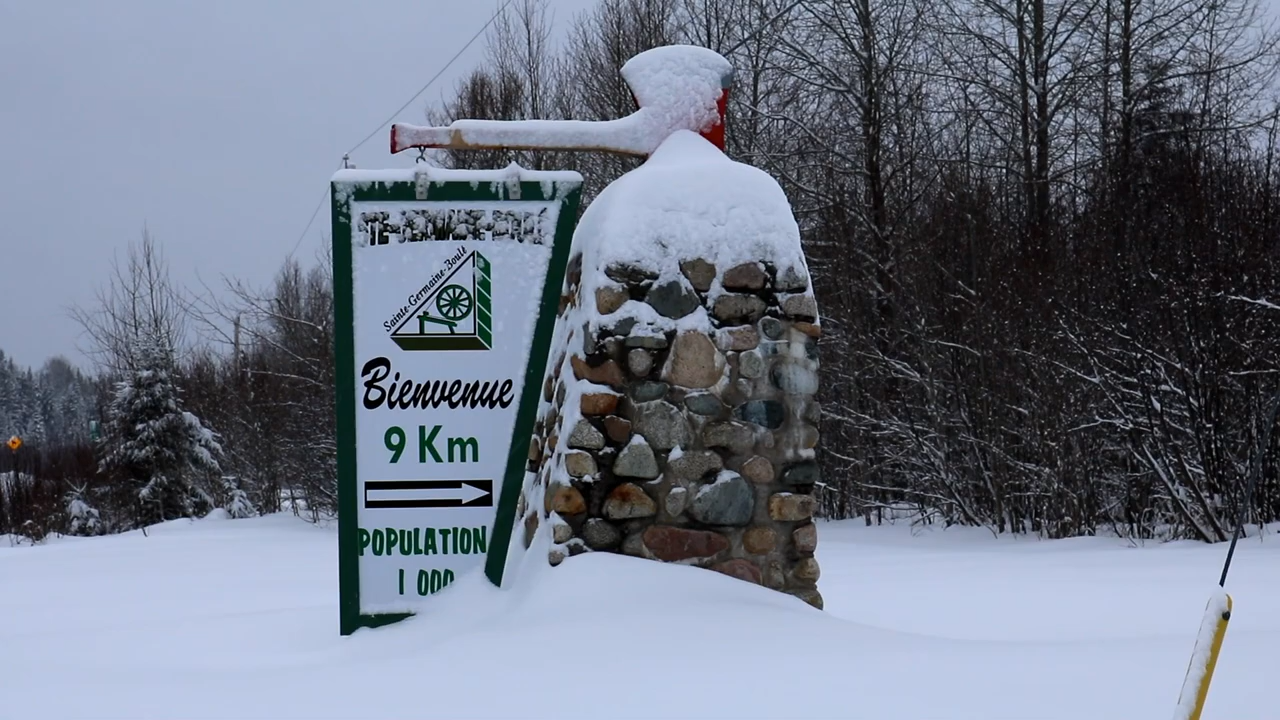 Sainte-Germaine-Boulé
Bienvenue
9 Km
POPULATION
1 000